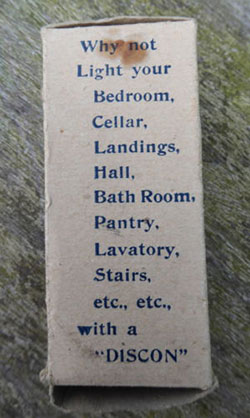 Why not
Light your
Bedroom,
Cellar,
Landings,
Hall,
Bath Room,
Pantry,
Lavatory,
Stairs,
etc., etc.,
with a
"DISCON"